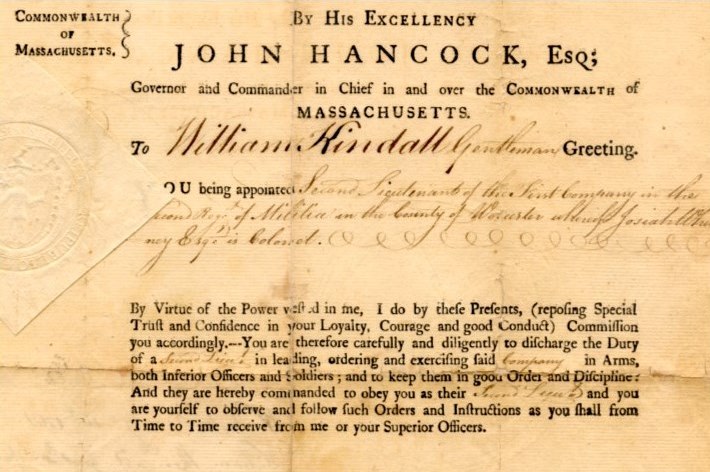 COMMONWEALTH
OF
MASSACHUSETTS.
BY HIS EXCELLENCY
JOHN HANCOCK, ESQ;
Governor and Commander in Chief in and over the COMMONWEALTH of
MASSACHUSETTS.
To William Kindall Gentleman Greeting.
OU being appointed Second Lieutenant of the First Company in the
cond Reg.t of Militia in the County of Worcester whereof Josiah Whit
ney Esqr is Colonel.
By Virtue of the Power vested in me, I do by theſe Preſents, (repoſing Special
Truſt and Confidence in your Loyalty, Courage and good Conduct) Commiſſion
you accordingly.—You are therefore carefully and diligently to diſcharge the Duty
of a Second Lieut in leading, ordering and exerciſing ſaid Company in Arms,
both Inferior Officers and Soldiers; and to keep them in good Order and Diſcipline:
And they are hereby commanded to obey you as their Second Lieut and you
are yourſelf to obſerve and follow ſuch Orders and Inſtructions as you ſhall from
Time to Time receive from me or your Superior Officers.